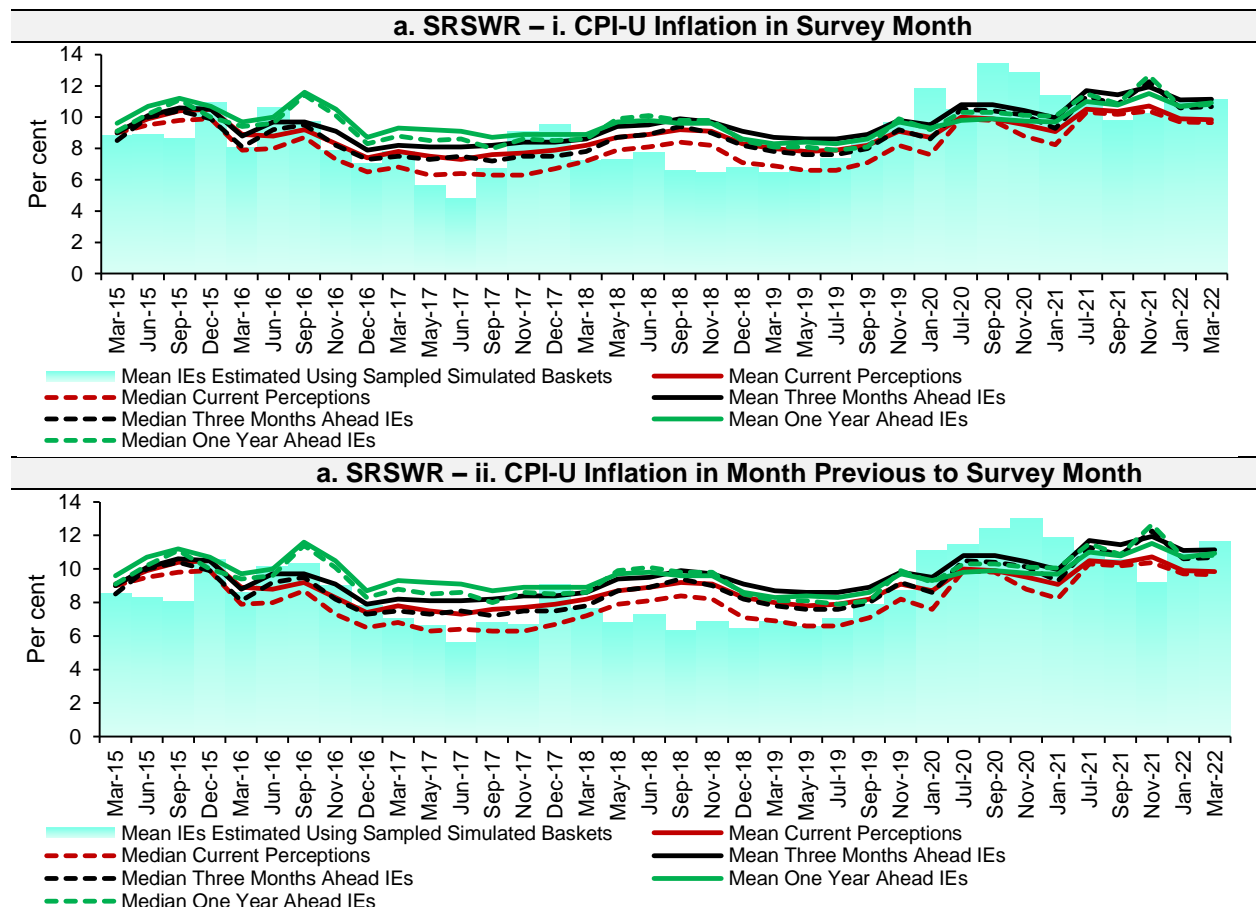 a. SRSWR – i. CPI-U Inflation in Survey Month
14
12
10
8
6
4
2
0
Per cent
Mar-15 Jun-15 Sep-15 Dec-15 Mar-16 Jun-16 Sep-16 Nov-16 Dec-16 Mar-17 May-17 Jun-17 Sep-17 Nov-17 Dec-17 Mar-18 May-18 Jun-18 Sep-18 Nov-18 Dec-18 Mar-19 May-19 Jul-19 Sep-19 Nov-19 Jan-20 Jul-20 Sep-20 Nov-20 Jan-21 Jul-21 Sep-21 Nov-21 Jan-22 Mar-22
Mean IEs Estimated Using Sampled Simulated Baskets Mean Current Perceptions
Median Current Perceptions Mean Three Months Ahead IEs
Median Three Months Ahead IEs Mean One Year Ahead IEs
Median One Year Ahead IEs
a. SRSWR – ii. CPI-U Inflation in Month Previous to Survey Month
14
12
10
8
6
4
2
0
Per cent
Mar-15 Jun-15 Sep-15 Dec-15 Mar-16 Jun-16 Sep-16 Nov-16 Dec-16 Mar-17 May-17 Jun-17 Sep-17 Nov-17 Dec-17 Mar-18 May-18 Jun-18 Sep-18 Nov-18 Dec-18 Mar-19 May-19 Jul-19 Sep-19 Nov-19 Jan-20 Jul-20 Sep-20 Nov-20 Jan-21 Jul-21 Sep-21 Nov-21 Jan-22 Mar-22
Mean IEs Estimated Using Sampled Simulated Baskets Mean Current Perceptions
Median Current Perceptions Mean Three Months Ahead IEs
Median Three Months Ahead IEs Mean One Year Ahead IEs
Median One Year Ahead IEs